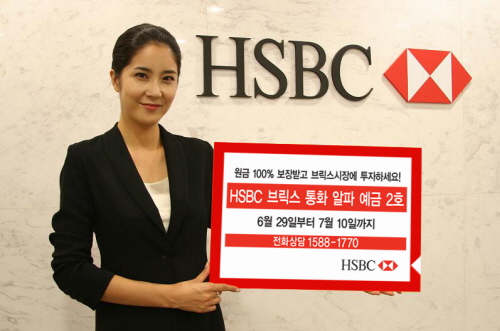 HSBC
원금 100% 보장받고 브릭스시장에 투자하세요!
HSBC 브릭스 통화 알파 예금 2호
6월 29일부터 7월 10일까지
전화상담 1588-1770
HSBC